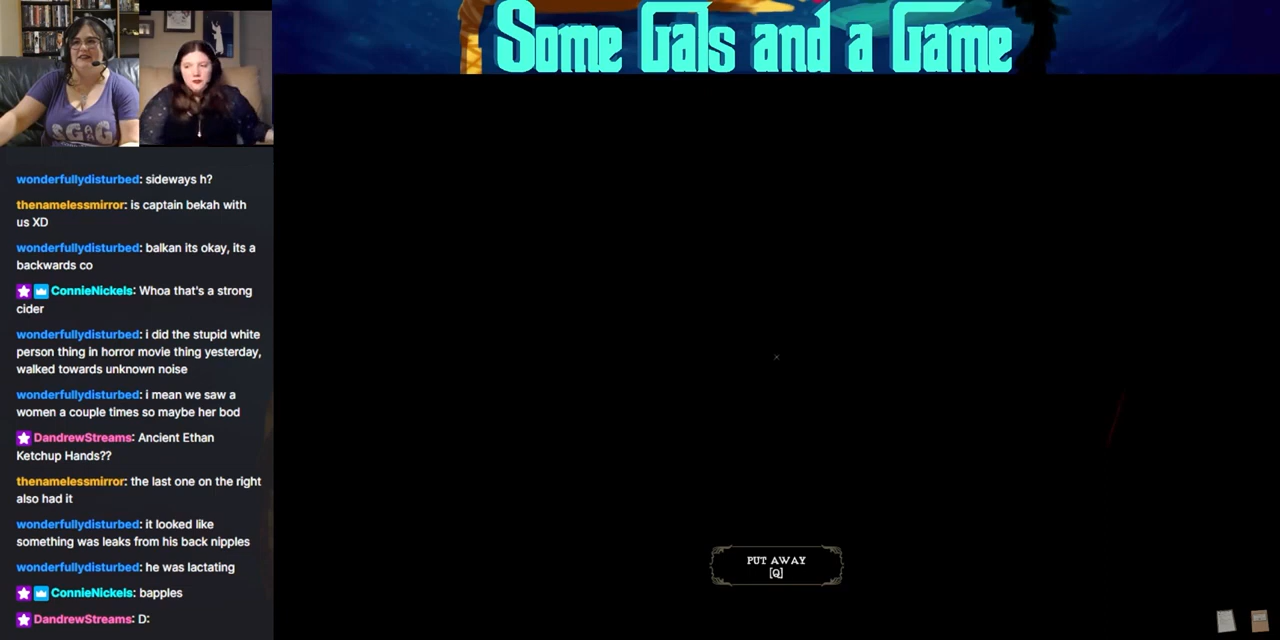 Some Gals and a Game
SGAG
wonderfullydisturbed: sideways h?
thenamelessmirror: is captain bekah with
us XD
wonderfullydisturbed: balkan its okay, its a
backwards co
ConnieNickels: Whoa that's a strong
cider
wonderfullydisturbed: i did the stupid white
person thing in horror movie thing yesterday,
walked towards unknown noise
wonderfullydisturbed: i mean we saw a
women a couple times so maybe her bod
DandrewStreams: Ancient Ethan
Ketchup Hands??
thenamelessmirror: the last one on the right
also had it
wonderfullydisturbed: it looked like
something was leaks from his back nipples
wonderfullydisturbed: he was lactating
ConnieNickels: bapples
DandrewStreams: D:
PUT AWAY
[Q]